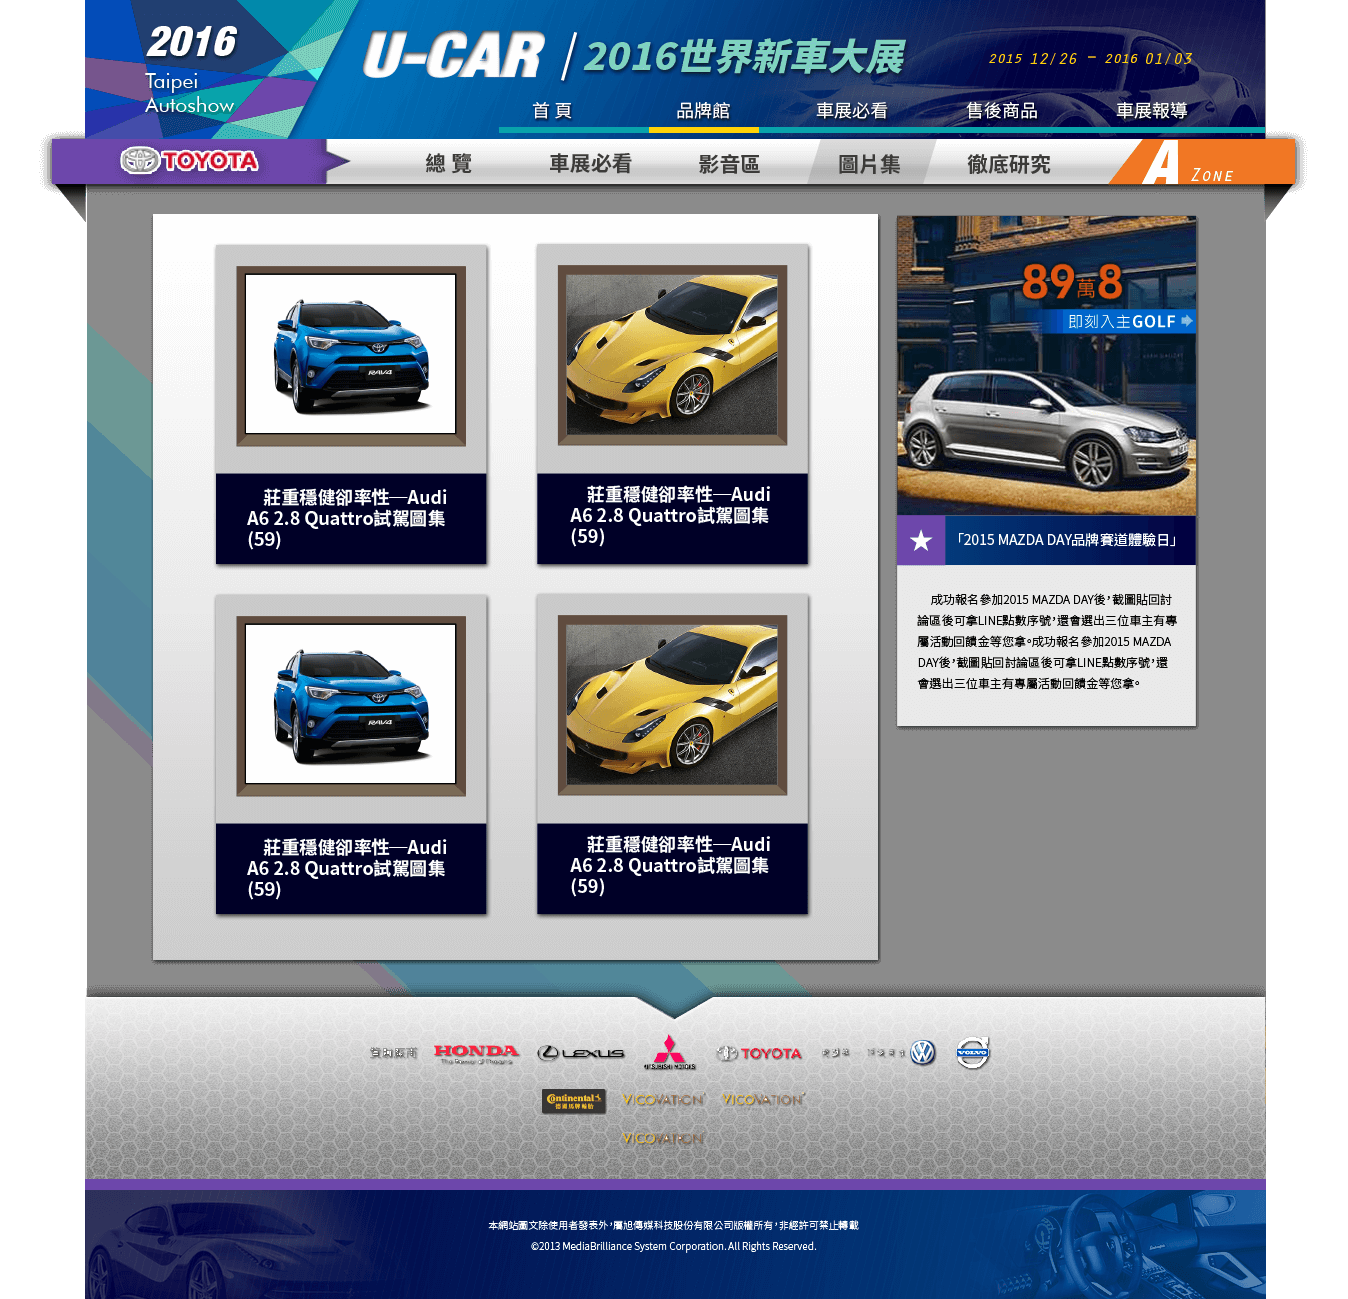 2016
Taipei
Autoshow
U-CAR / 2016世界新車大展
2015 12/26 － 2016 01/03
首 頁
品牌館
車展必看
售後商品
車展報導
TOYOTA
總 覽
車展必看
影音區
圖片集
徹底研究
A ZONE
莊重穩健卻率性—Audi
A6 2.8 Quattro試駕圖集
(59)
莊重穩健卻率性—Audi
A6 2.8 Quattro試駕圖集
(59)
RAV4
莊重穩健卻率性—Audi
A6 2.8 Quattro試駕圖集
(59)
莊重穩健卻率性—Audi
A6 2.8 Quattro試駕圖集
(59)
RAV4
89萬8
即刻入主GOLF
「2015 MAZDA DAY品牌賽道體驗日」
成功報名參加2015 MAZDA DAY後，截圖貼回討
論區後可拿LINE點數序號，還會選出三位車主有專
屬活動回饋金等您拿。成功報名參加2015 MAZDA
DAY後，截圖貼回討論區後可拿LINE點數序號，還
會選出三位車主有專屬活動回饋金等您拿。
HONDA
The Power of Dreams
LEXUS
MITSUBISHI MOTORS
TOYOTA
VOLVO
Continental
德國馬牌輪胎
VICOVATION
VICOVATION
VICOVATION
本網站圖文除使用者發表外，屬旭傳媒科技股份有限公司版權所有，非經許可禁止轉載
©2013 MediaBrilliance System Corporation. All Rights Reserved.